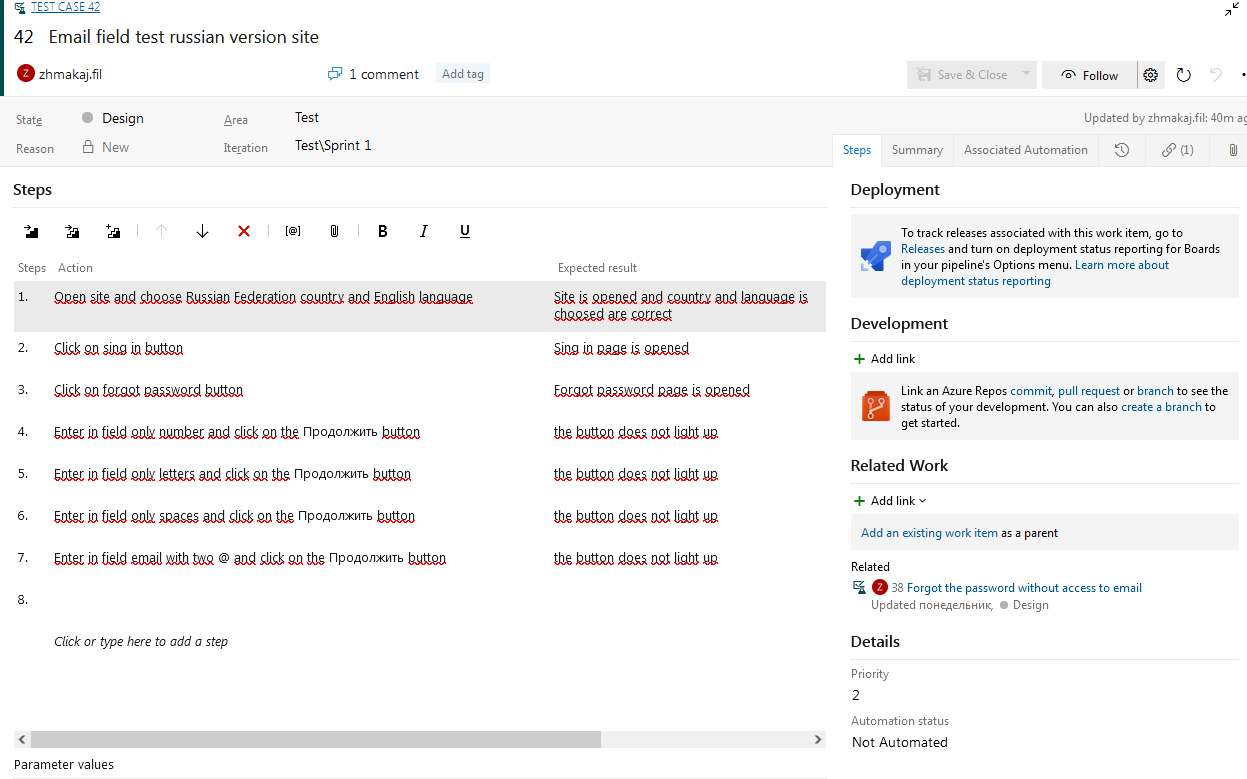 TEST CASE 42
42 Email field test russian version site
Z zhmakaj.fil
1 comment
Add tag
Save & Close
Follow
State
Design
Area
Test
Updated by zhmakaj.fil: 40m ag
Reason
New
Iteration
Test\Sprint 1
Steps
Summary
Associated Automation
(1)
Steps
B I U
Steps Action Expected result
1. Open site and choose Russian Federation country and English language
Site is opened and country and language is
choosed are correct
2. Click on sing in button
Sing in page is opened
3. Click on forgot password button
Forgot password page is opened
4. Enter in field only number and click on the Продолжить button
the button does not light up
5. Enter in field only letters and click on the Продолжить button
the button does not light up
6. Enter in field only spaces and click on the Продолжить button
the button does not light up
7. Enter in field email with two @ and click on the Продолжить button
the button does not light up
8.
Click or type here to add a step
Parameter values
Deployment
To track releases associated with this work item, go to
Releases and turn on deployment status reporting for Boards
in your pipeline's Options menu. Learn more about
deployment status reporting
Development
+ Add link
Link an Azure Repos commit, pull request or branch to see the
status of your development. You can also create a branch to
get started.
Related Work
+ Add link
Add an existing work item as a parent
Related
Z 38 Forgot the password without access to email
Updated понедельник, Design
Details
Priority
2
Automation status
Not Automated